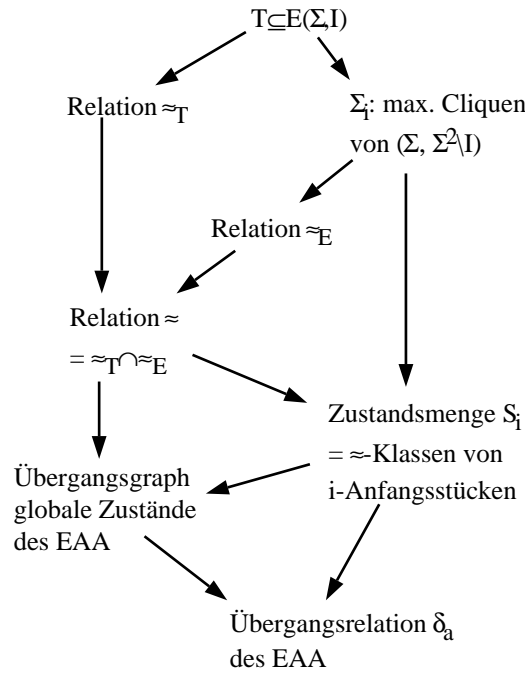 T⊆E(Σ,I)
Relation ≈T
Σi: max. Cliquen
von (Σ, Σ²\I)
Relation ≈E
Relation ≈
= ≈T∩≈E
Zustandsmenge Si
= ≈-Klassen von
i-Anfangsstücken
Übergangsgraph
globale Zustände
des EAA
Übergangsrelation δa
des EAA